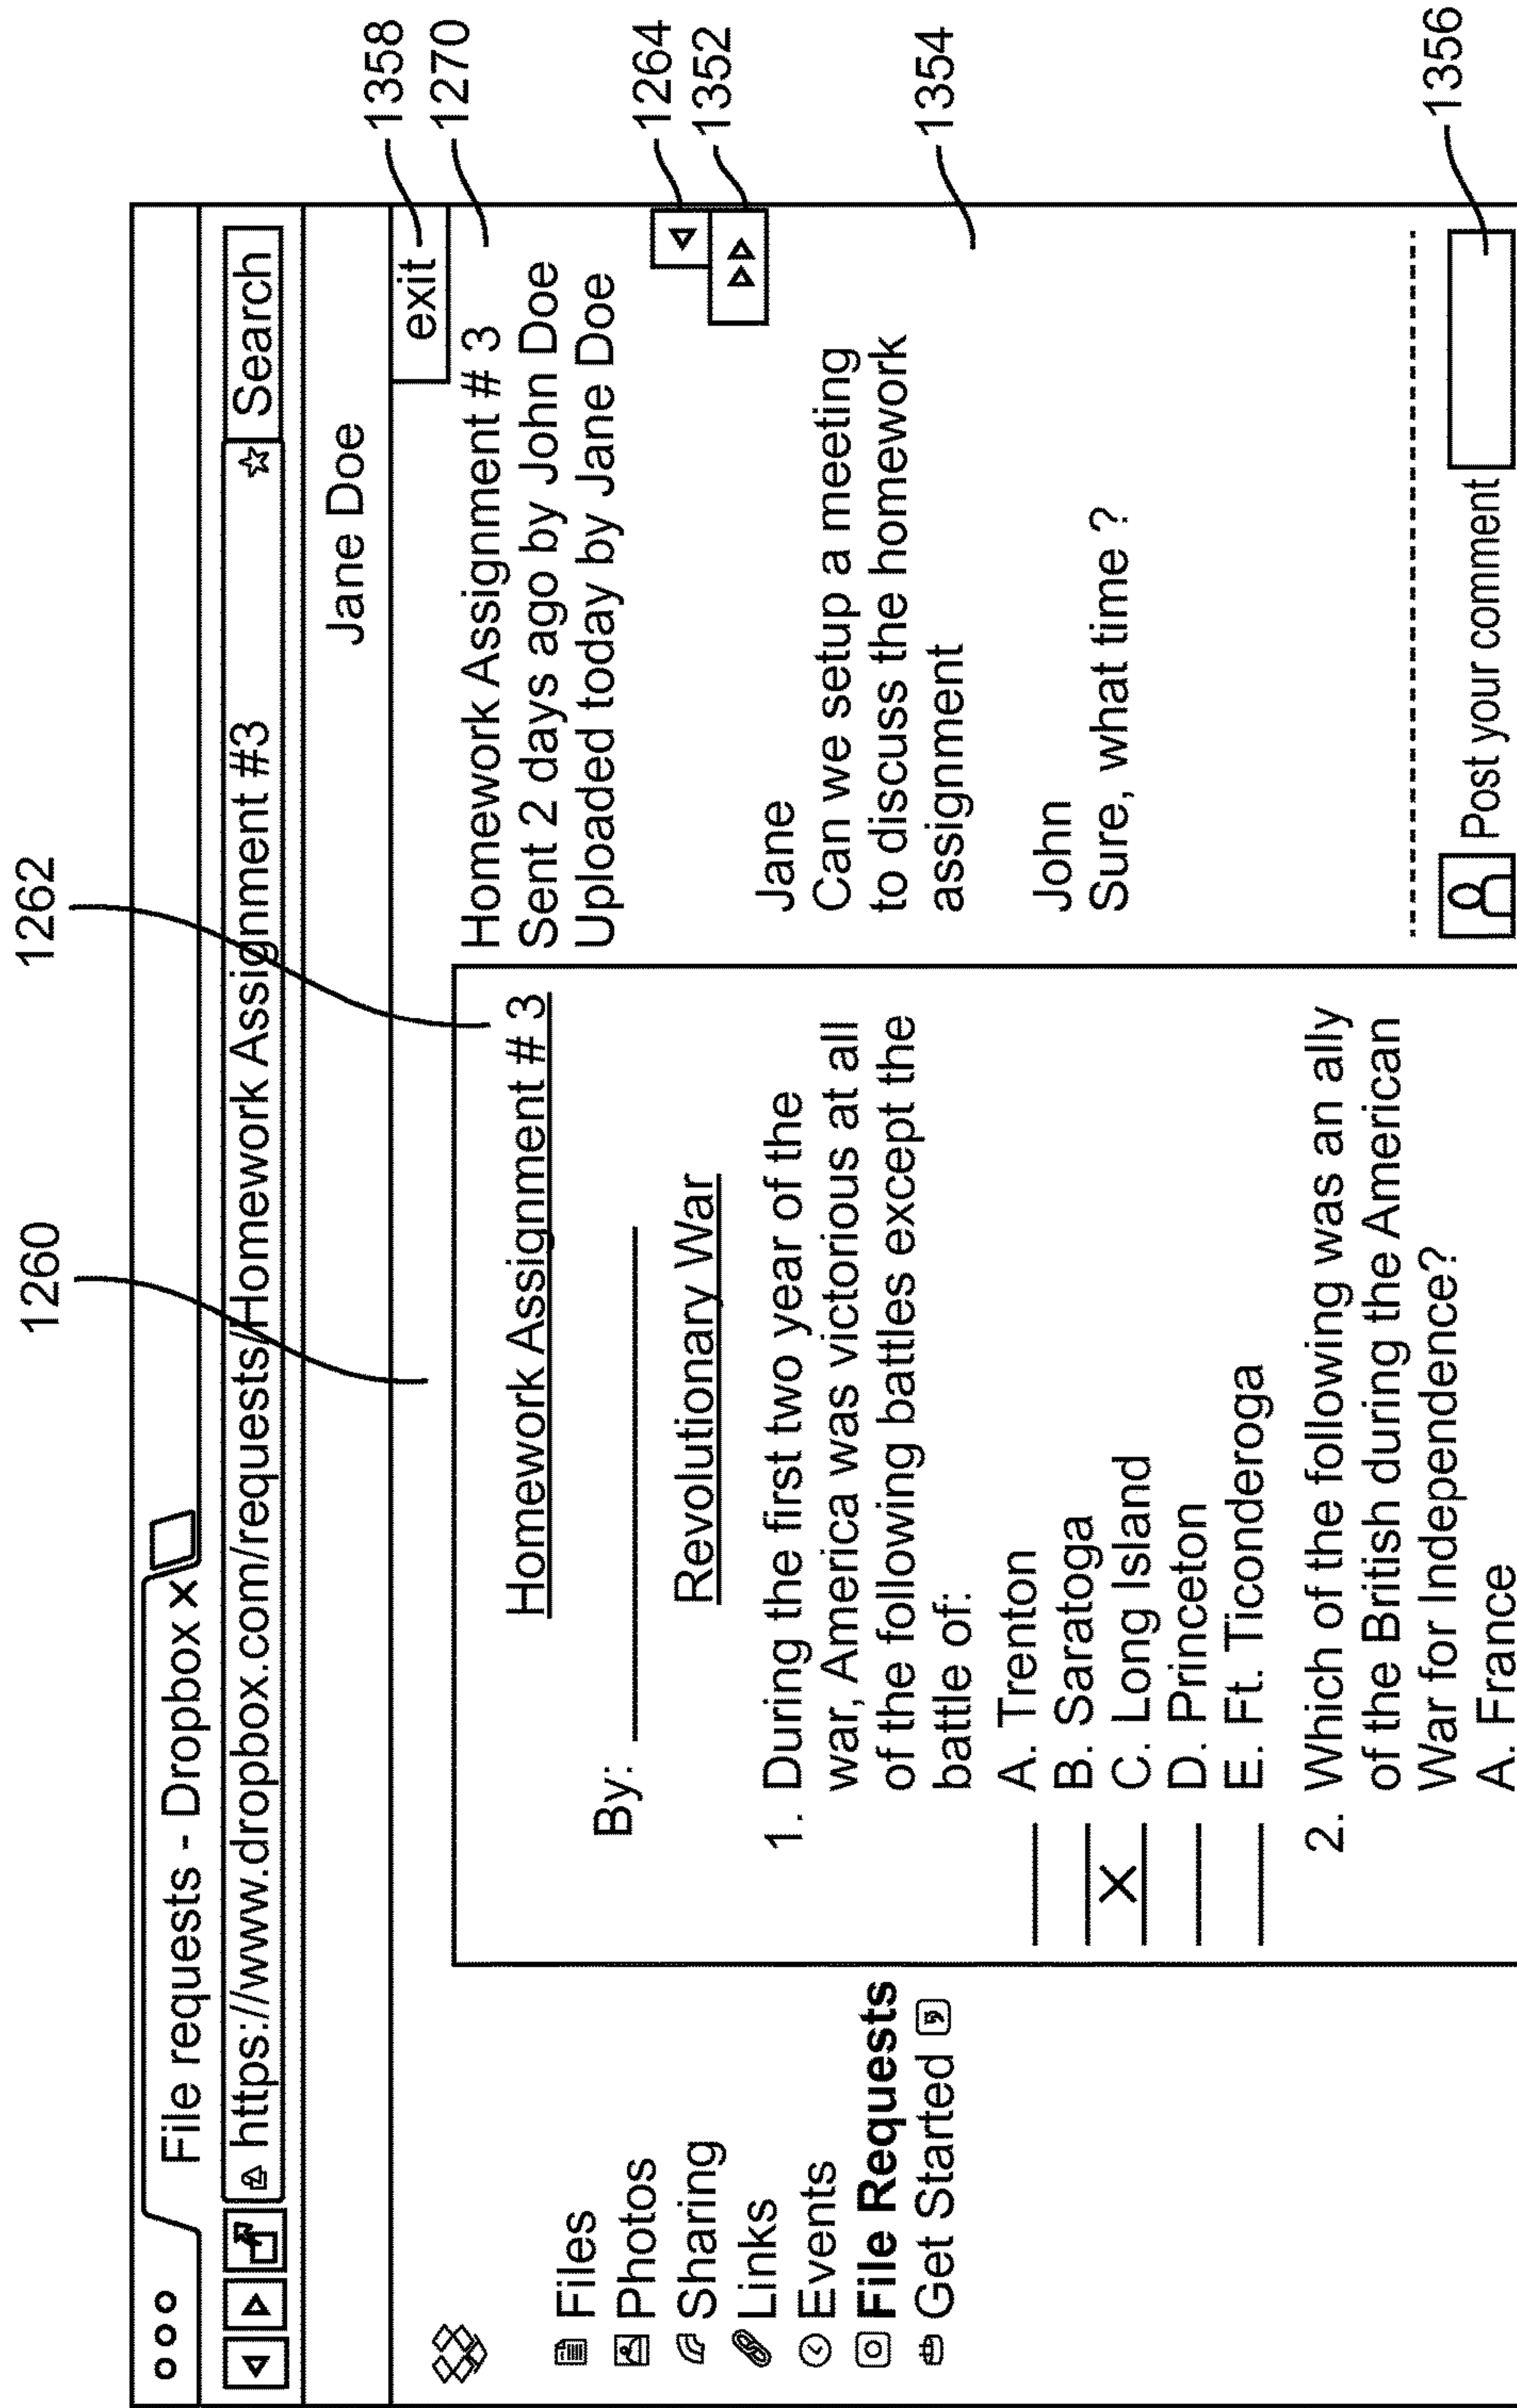 1260
1262
File requests - Dropbox X
https://www.dropbox.com/requests/Homework Assignment #3
Search
Jane Doe
exit
1358
1270
Files
Photos
Sharing
Links
Events
File Requests
Get Started
Homework Assignment # 3
By:
Revolutionary War
1. During the first two year of the
war, America was victorious at all
of the following battles except the
battle of:
A. Trenton
B. Saratoga
X C. Long Island
D. Princeton
E. Ft. Ticonderoga
2. Which of the following was an ally
of the British during the American
War for Independence?
A. France
Homework Assignment # 3
Sent 2 days ago by John Doe
Uploaded today by Jane Doe
1264
1352
Jane
Can we setup a meeting
to discuss the homework
assignment
1354
John
Sure, what time ?
Post your comment
1356